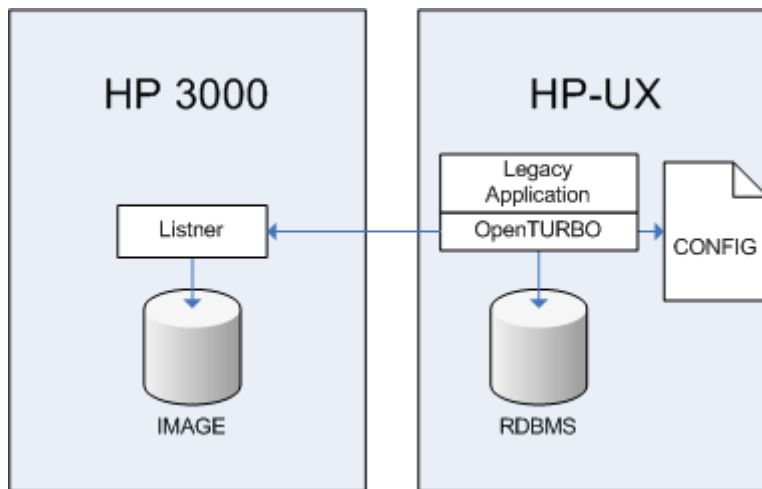 HP 3000
HP-UX
Legacy
Application
Listner
OpenTURBO
CONFIG
IMAGE
RDBMS